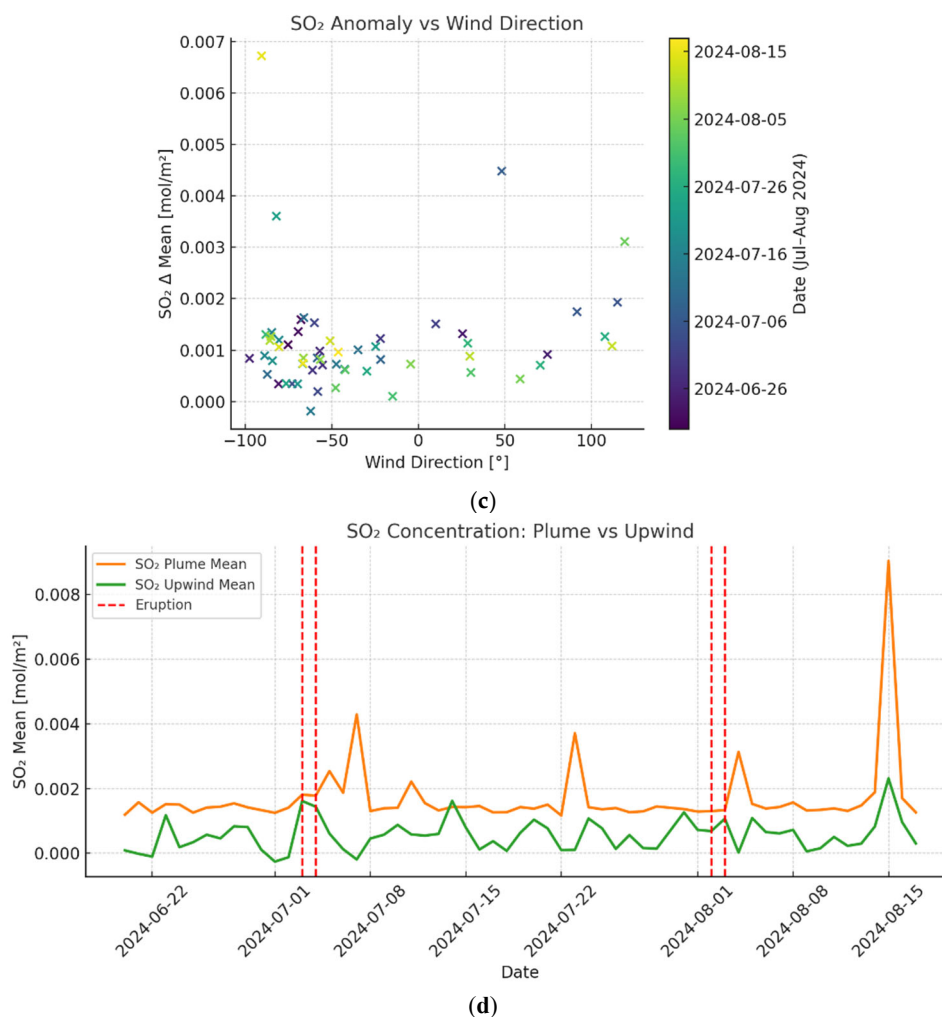 SO₂ Anomaly vs Wind Direction
0.007
0.006
0.005
0.004
0.003
0.002
0.001
0.000
SO₂ Δ Mean [mol/m²]
−100
−50
0
50
100
Wind Direction [°]
2024-08-15
2024-08-05
2024-07-26
2024-07-16
2024-07-06
2024-06-26
Date (Jul–Aug 2024)
(c)
SO₂ Concentration: Plume vs Upwind
SO₂ Plume Mean
SO₂ Upwind Mean
Eruption
0.008
0.006
0.004
0.002
0.000
SO₂ Mean [mol/m²]
2024-06-22
2024-07-01
2024-07-08
2024-07-15
2024-07-22
2024-08-01
2024-08-08
2024-08-15
Date
(d)